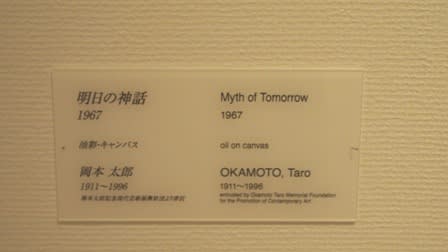 明日の神話
1967
油彩・キャンバス
岡本 太郎
1911～1996
Myth of Tomorrow
1967
oil on canvas
OKAMOTO, Taro
1911～1996
entrusted by Okamoto Taro Memorial Foundation
for the Promotion of Contemporary Art